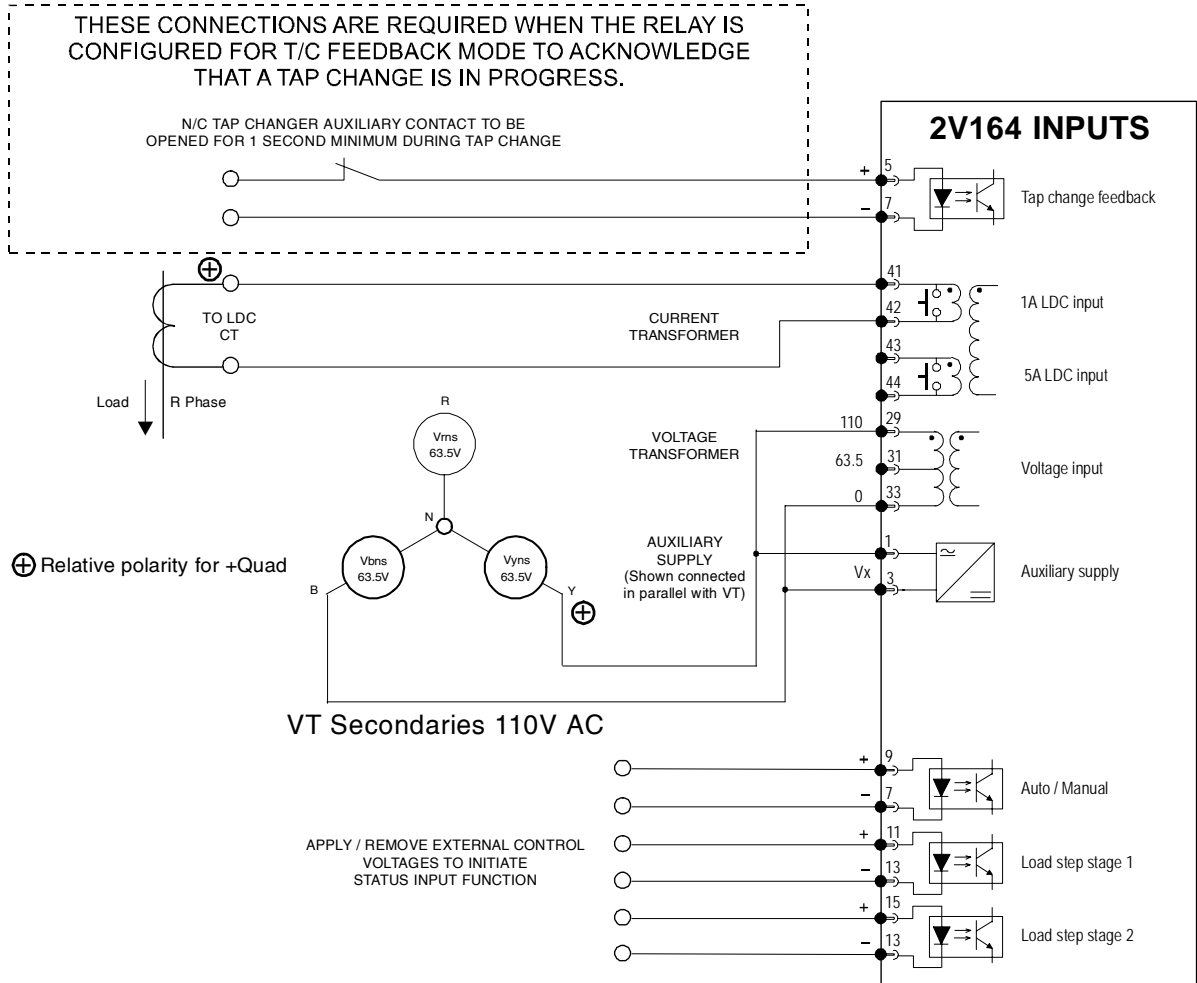 THESE CONNECTIONS ARE REQUIRED WHEN THE RELAY IS
CONFIGURED FOR T/C FEEDBACK MODE TO ACKNOWLEDGE
THAT A TAP CHANGE IS IN PROGRESS.
N/C TAP CHANGER AUXILIARY CONTACT TO BE
OPENED FOR 1 SECOND MINIMUM DURING TAP CHANGE
2V164 INPUTS
+ 5
− 7
Tap change feedback
TO LDC
CT
Load
R Phase
CURRENT
TRANSFORMER
41
42
1A LDC input
43
44
5A LDC input
VOLTAGE
TRANSFORMER
110 29
63.5 31
0 33
Voltage input
R
Vrns
63.5V
N
Vbns
63.5V
Vyns
63.5V
B
Y
Relative polarity for +Quad
AUXILIARY
SUPPLY
(Shown connected
in parallel with VT)
1
Vx 3
Auxiliary supply
VT Secondaries 110V AC
APPLY / REMOVE EXTERNAL CONTROL
VOLTAGES TO INITIATE
STATUS INPUT FUNCTION
+ 9
− 7
Auto / Manual
+ 11
− 13
Load step stage 1
+ 15
− 13
Load step stage 2